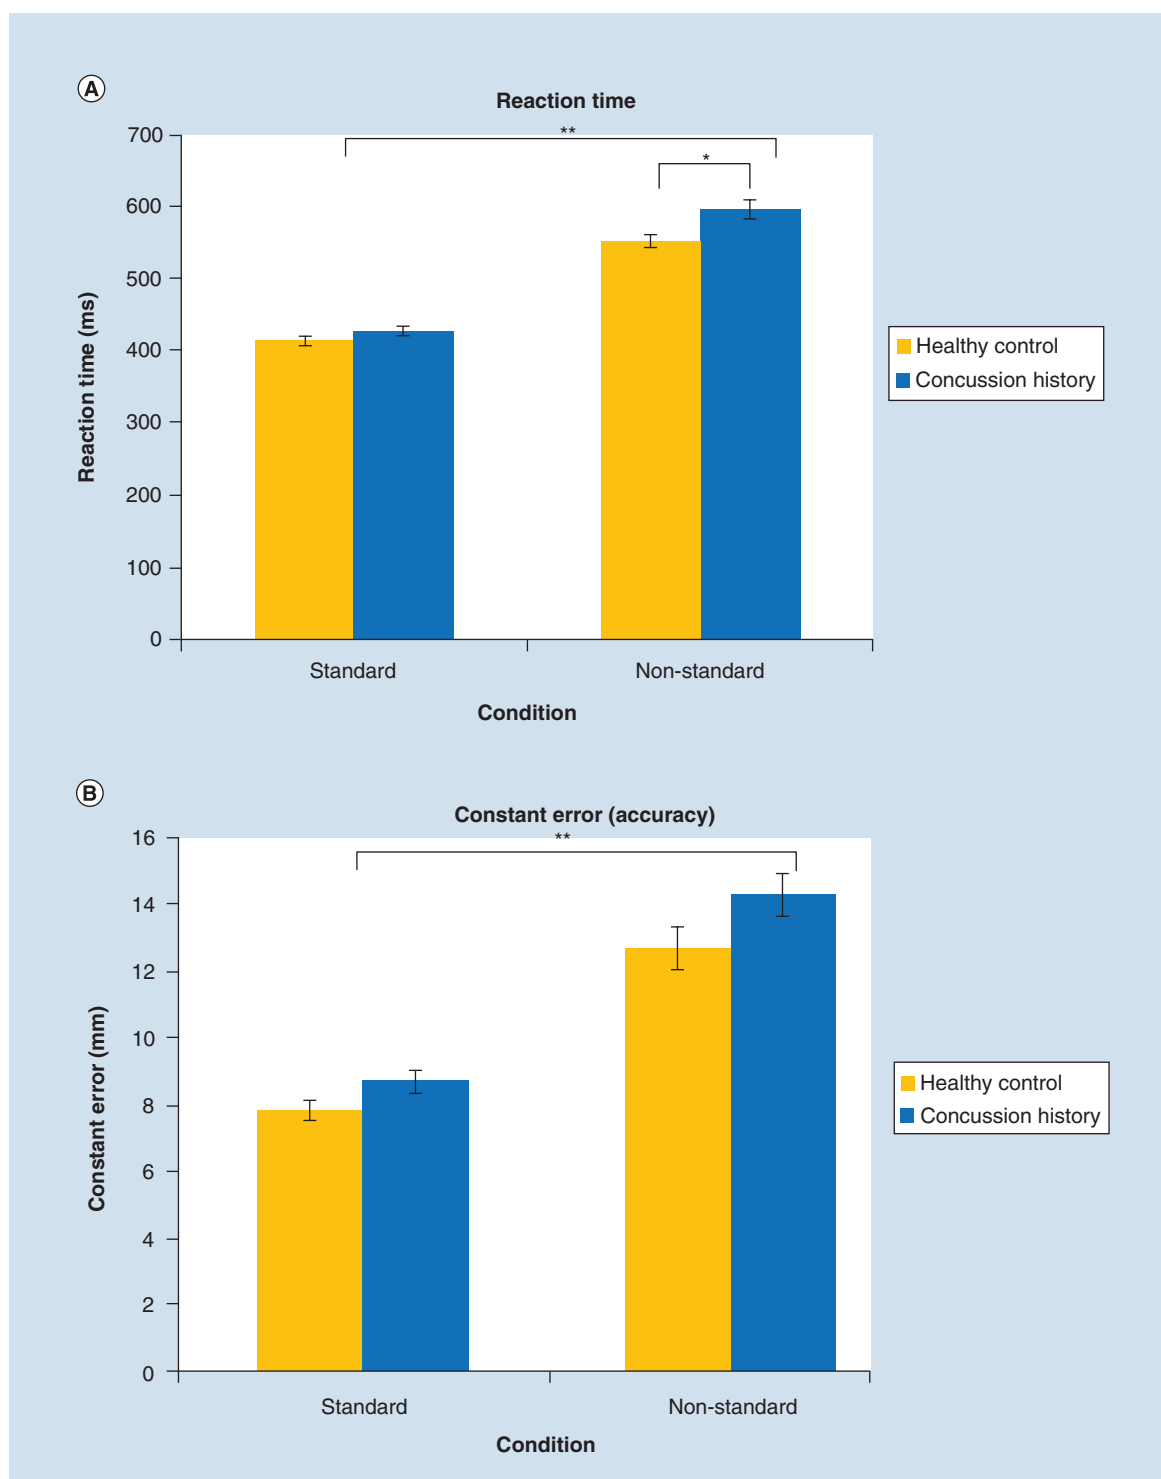 A
Reaction time
**
*
700
600
500
400
300
200
100
0
Reaction time (ms)
Standard
Non-standard
Condition
Healthy control
Concussion history
B
Constant error (accuracy)
**
16
14
12
10
8
6
4
2
0
Constant error (mm)
Standard
Non-standard
Condition
Healthy control
Concussion history